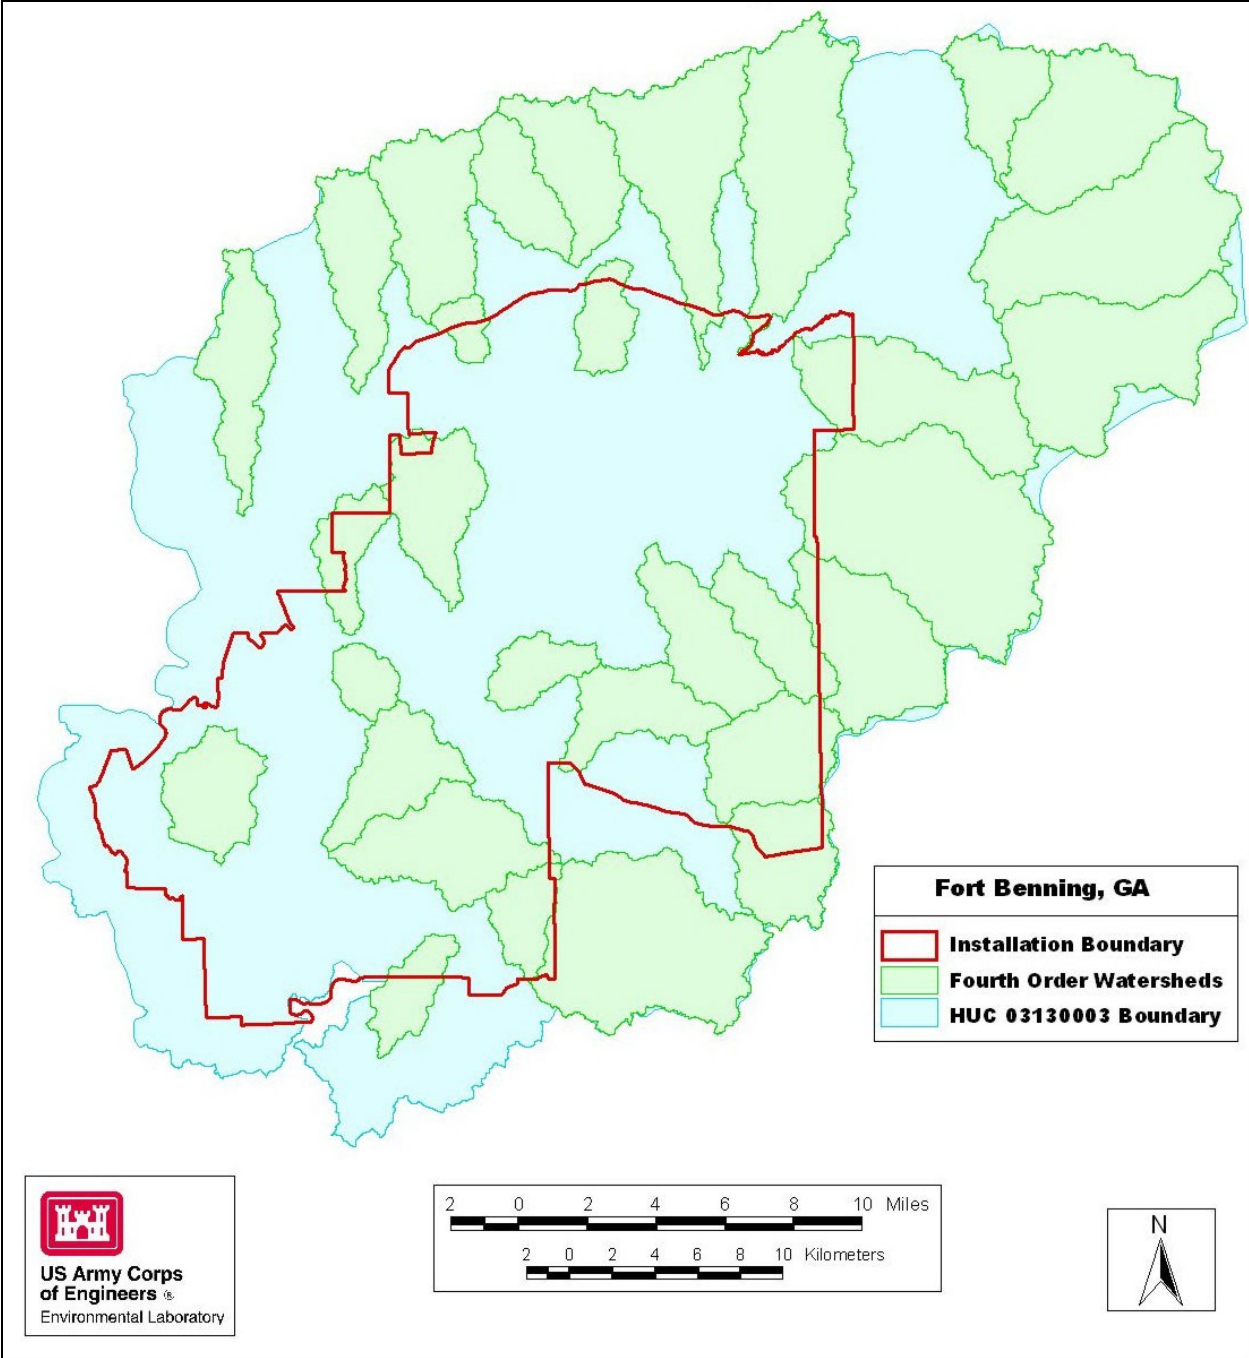 Fort Benning, GA
Installation Boundary
Fourth Order Watersheds
HUC 03130003 Boundary
2 0 2 4 6 8 10 Miles
2 0 2 4 6 8 10 Kilometers
N
US Army Corps
of Engineers ®
Environmental Laboratory